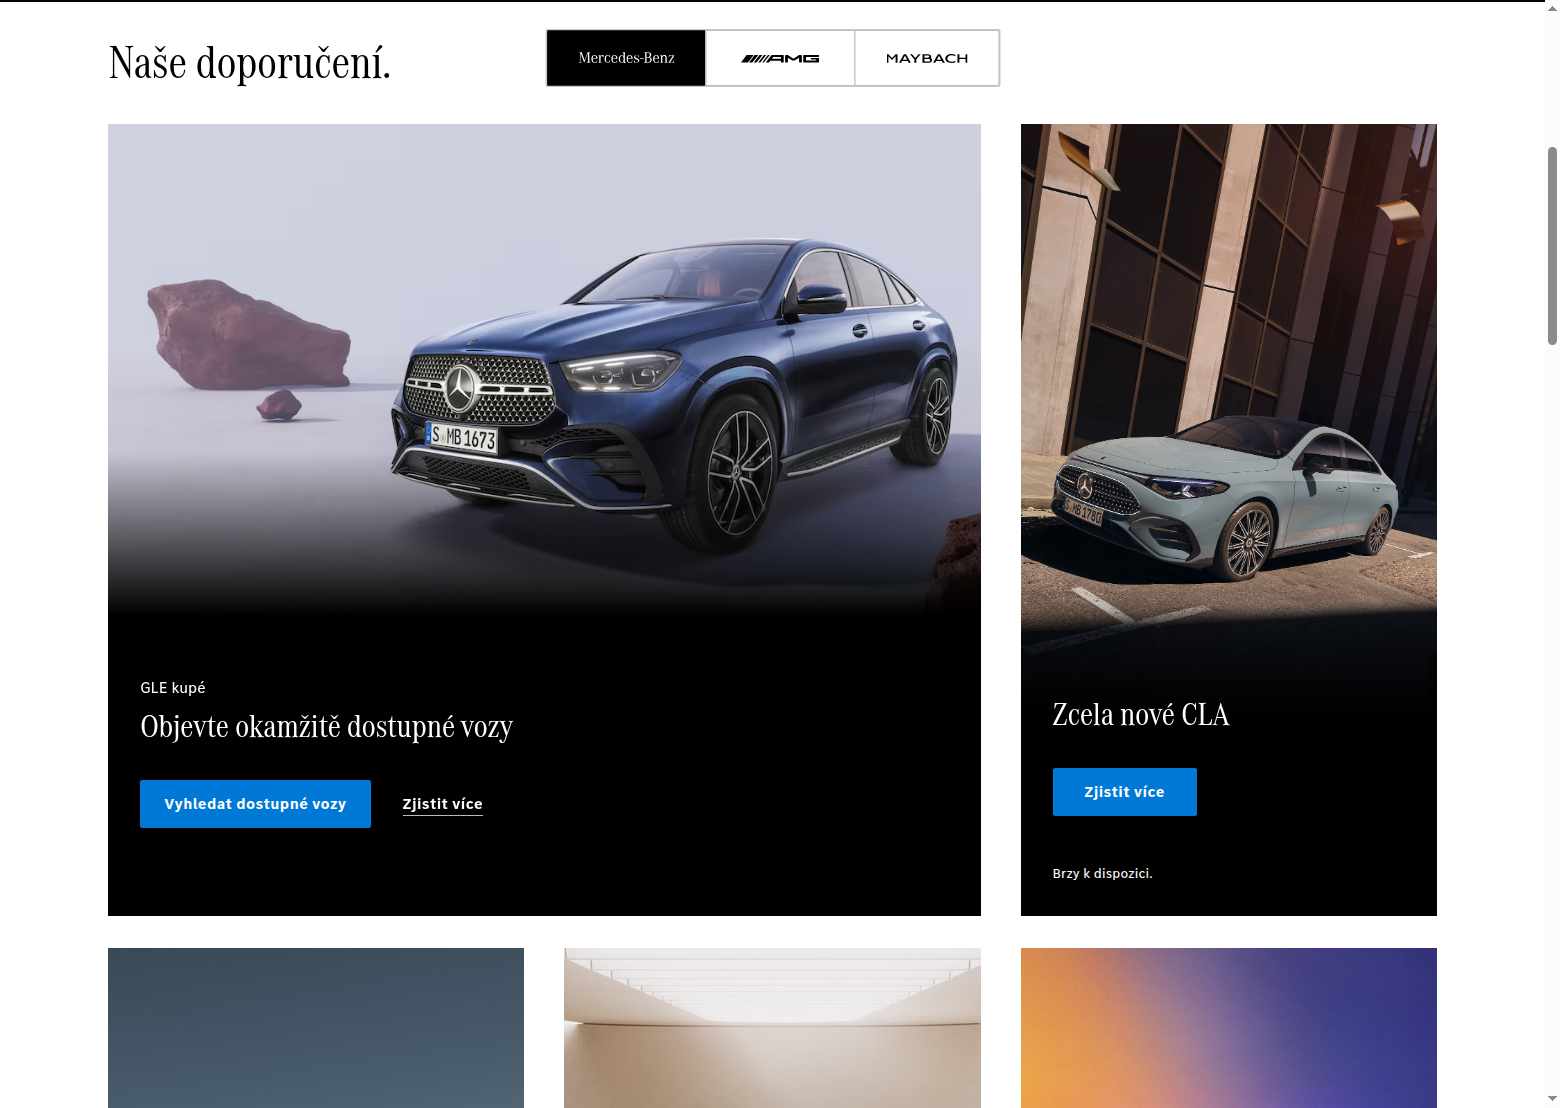 Naše doporučení.
Mercedes-Benz
AMG
MAYBACH
S MB 1673
S MB 1780
GLE kupé
Objevte okamžitě dostupné vozy
Vyhledat dostupné vozy
Zjistit více
Zcela nové CLA
Zjistit více
Brzy k dispozici.